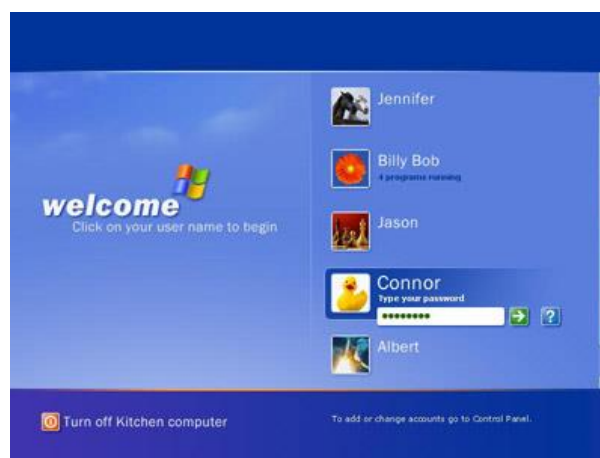 welcome
Click on your user name to begin
Jennifer
Billy Bob
4 programs running
Jason
Connor
Type your password
?
Albert
Turn off Kitchen computer
To add or change accounts go to Control Panel.